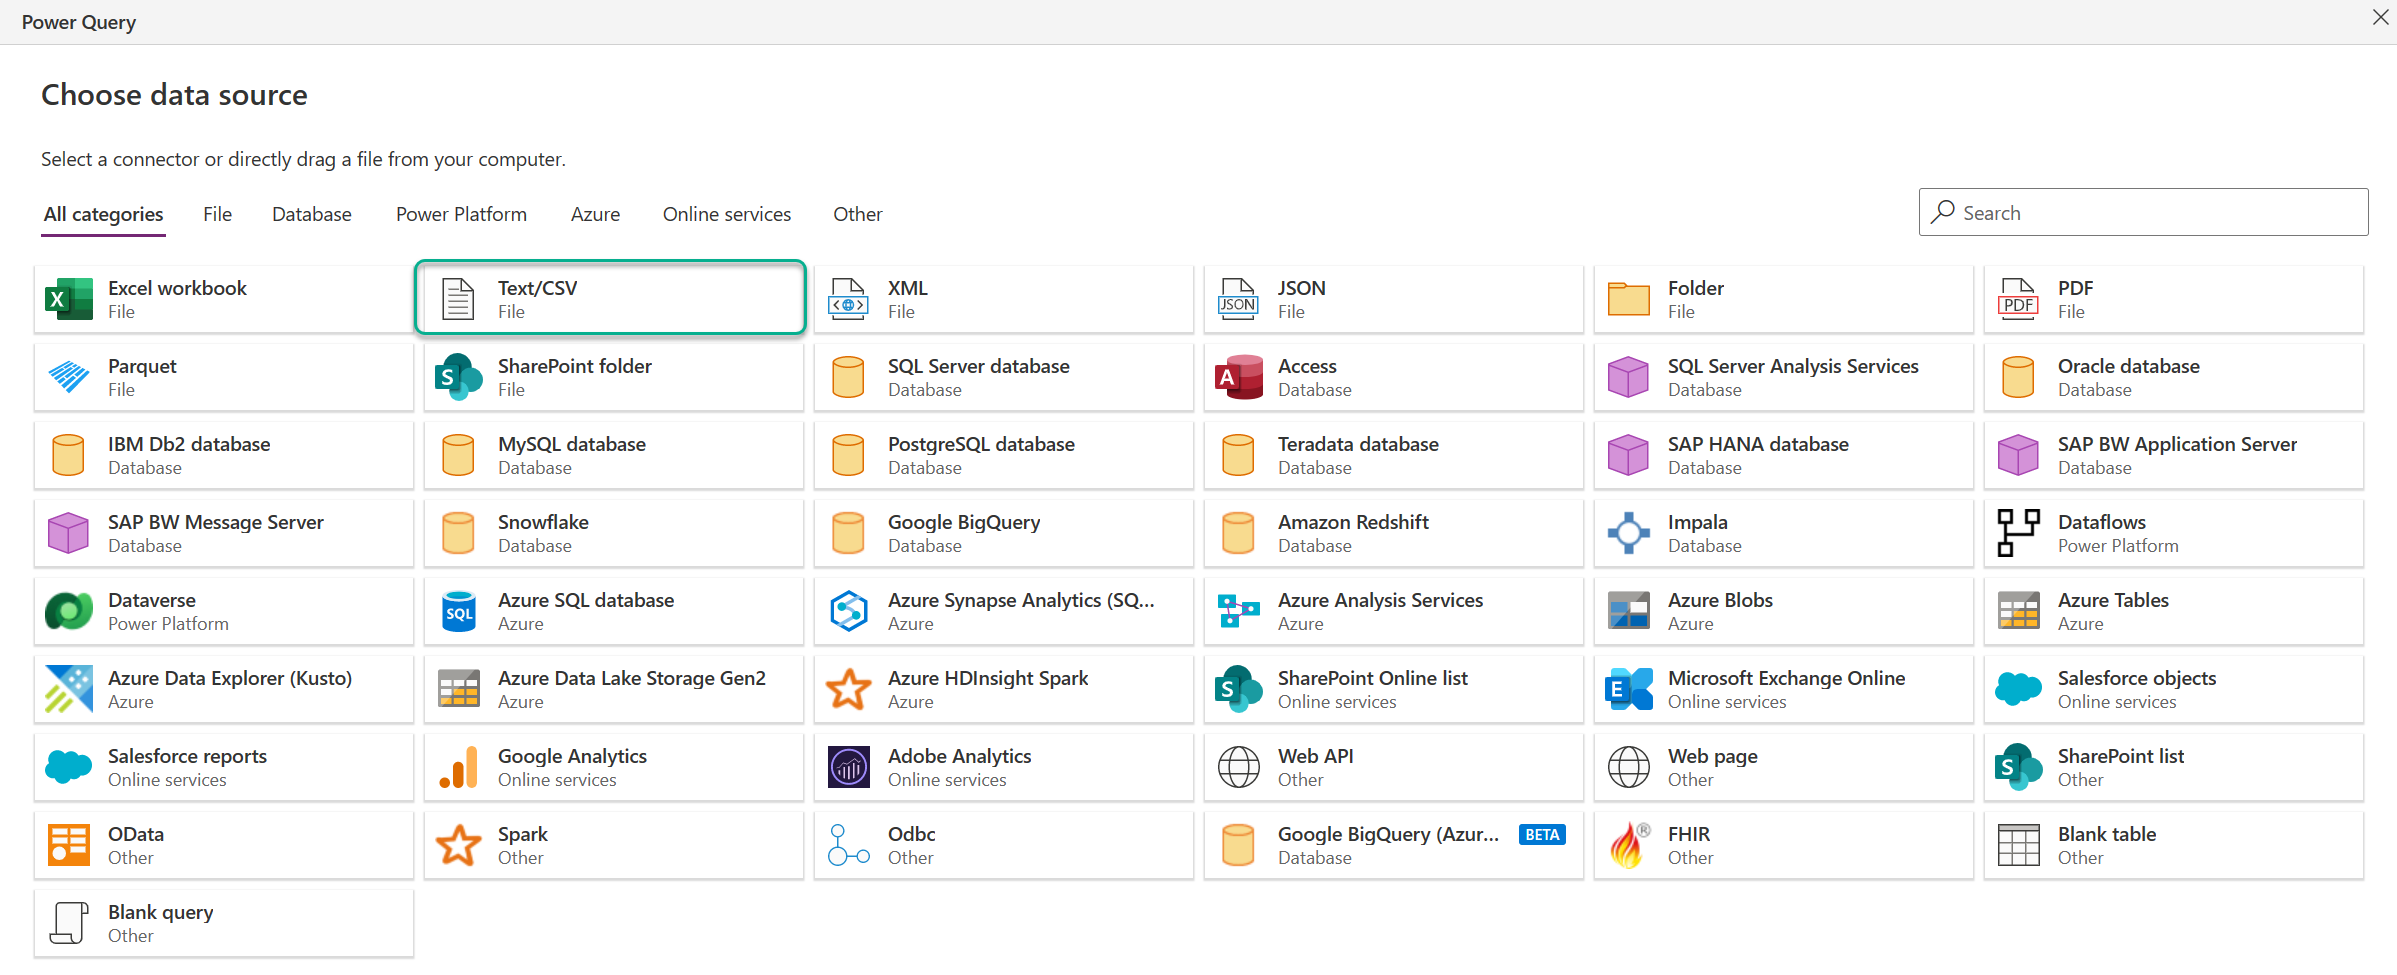 Power Query
Choose data source
Select a connector or directly drag a file from your computer.
All categories File Database Power Platform Azure Online services Other Search
Excel workbook
File
Text/CSV
File
XML
File
JSON
JSON
File
Folder
File
PDF
PDF
File
Parquet
File
SharePoint folder
File
SQL Server database
Database
Access
Database
SQL Server Analysis Services
Database
Oracle database
Database
IBM Db2 database
Database
MySQL database
Database
PostgreSQL database
Database
Teradata database
Database
SAP HANA database
Database
SAP BW Application Server
Database
SAP BW Message Server
Database
Snowflake
Database
Google BigQuery
Database
Amazon Redshift
Database
Impala
Database
Dataflows
Power Platform
Dataverse
Power Platform
SQL
Azure SQL database
Azure
Azure Synapse Analytics (SQ...
Azure
Azure Analysis Services
Azure
Azure Blobs
Azure
Azure Tables
Azure
Azure Data Explorer (Kusto)
Azure
Azure Data Lake Storage Gen2
Azure
Azure HDInsight Spark
Azure
SharePoint Online list
Online services
Microsoft Exchange Online
Online services
Salesforce objects
Online services
Salesforce reports
Online services
Google Analytics
Online services
Adobe Analytics
Online services
Web API
Other
Web page
Other
SharePoint list
Other
OData
Other
Spark
Other
Odbc
Other
Google BigQuery (Azur... BETA
Database
FHIR
Other
Blank table
Other
Blank query
Other